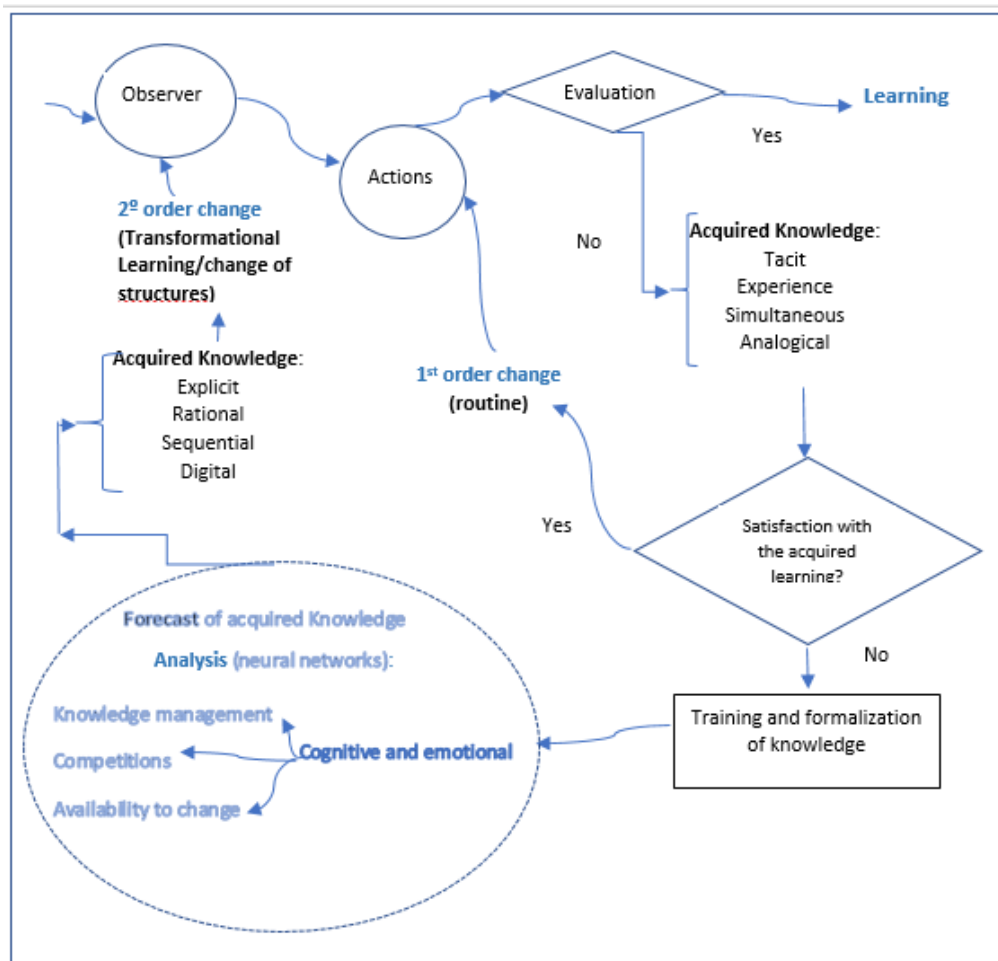 Observer
Evaluation
Learning
Yes
Actions
2º order change
(Transformational
Learning/change of
structures)
No
Acquired Knowledge:
Tacit
Experience
Simultaneous
Analogical
Acquired Knowledge:
Explicit
Rational
Sequential
Digital
1st order change
(routine)
Yes
Satisfaction with
the acquired
learning?
No
Forecast of acquired Knowledge
Analysis (neural networks):
Knowledge management
Competitions
Availability to change
Cognitive and emotional
Training and formalization
of knowledge